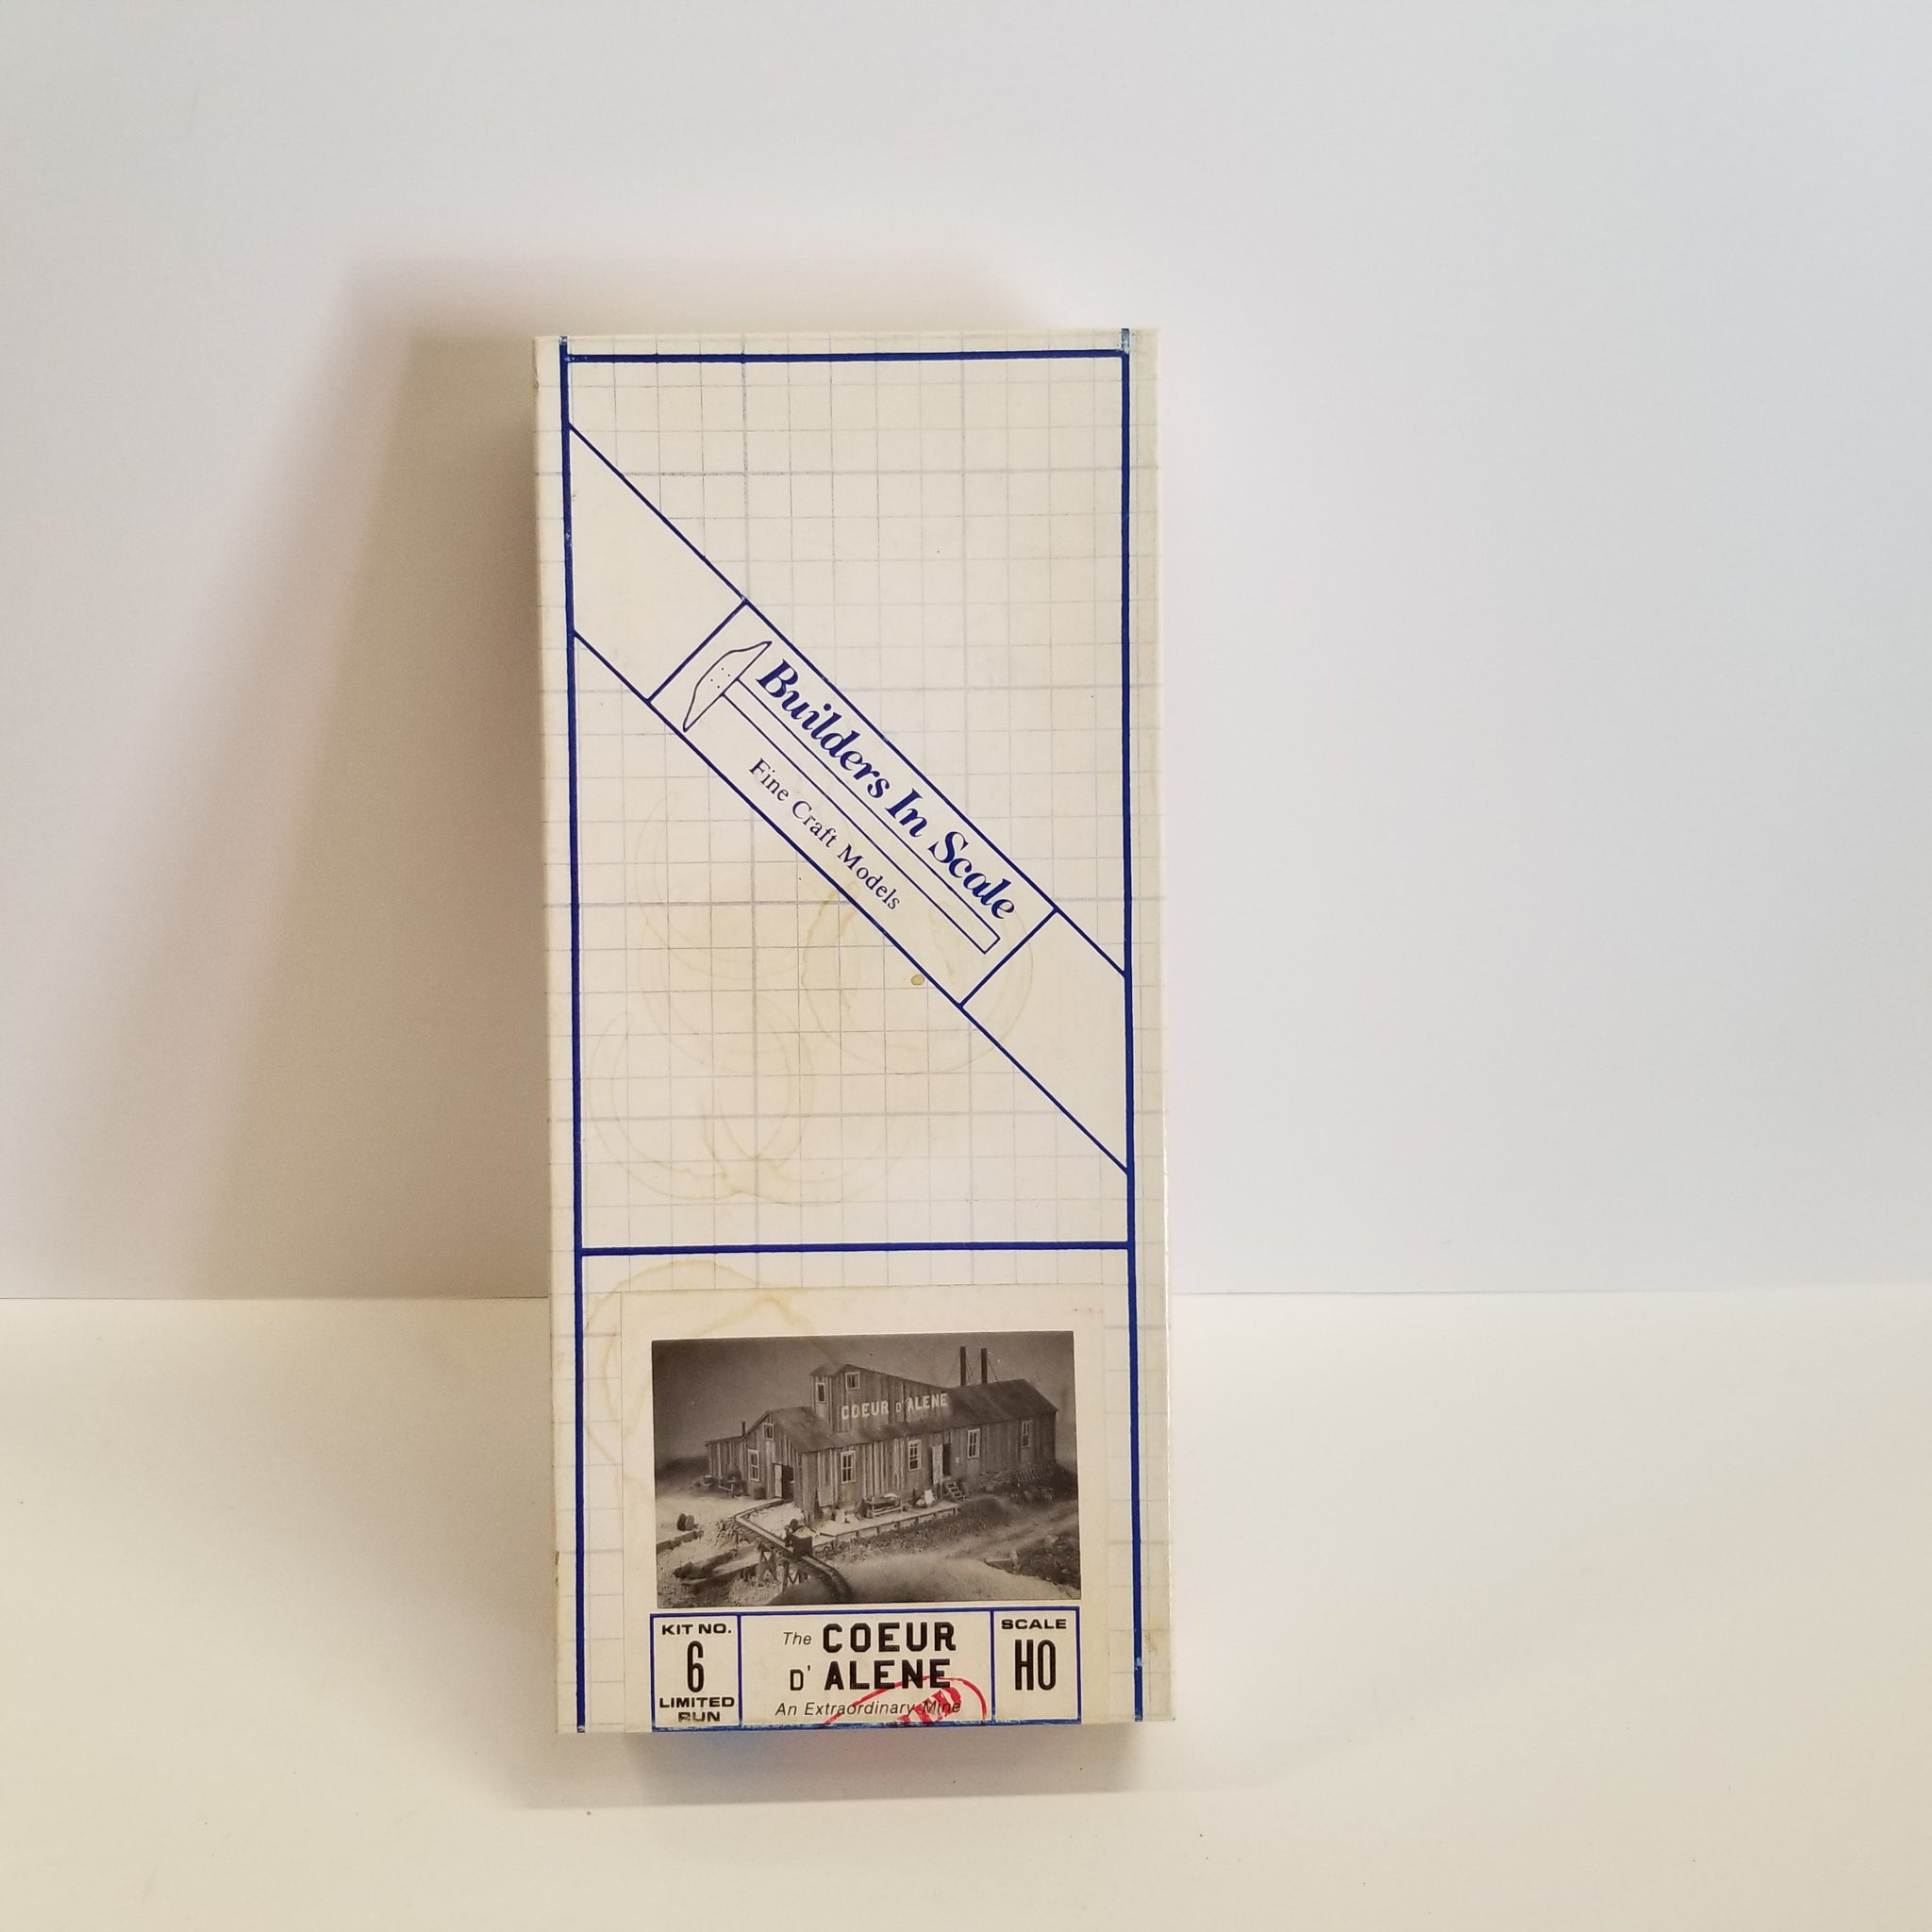 Builders In Scale
Fine Craft Models
COEUR D'ALENE
KIT NO.
6
LIMITED
RUN
The COEUR
D' ALENE
An Extraordinary Mine
SCALE
HO